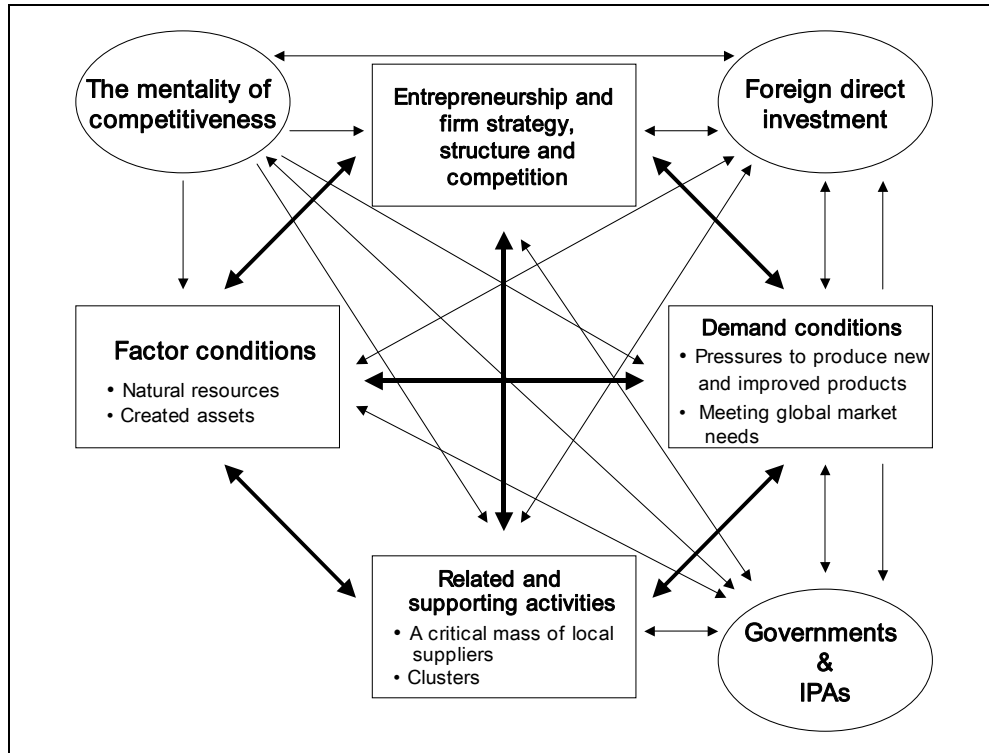 The mentality of
competitiveness
Entrepreneurship and
firm strategy,
structure and
competition
Foreign direct
investment
Factor conditions
• Natural resources
• Created assets
Demand conditions
• Pressures to produce new
and improved products
• Meeting global market
needs
Related and
supporting activities
• A critical mass of local
suppliers
• Clusters
Governments
&
IPAs